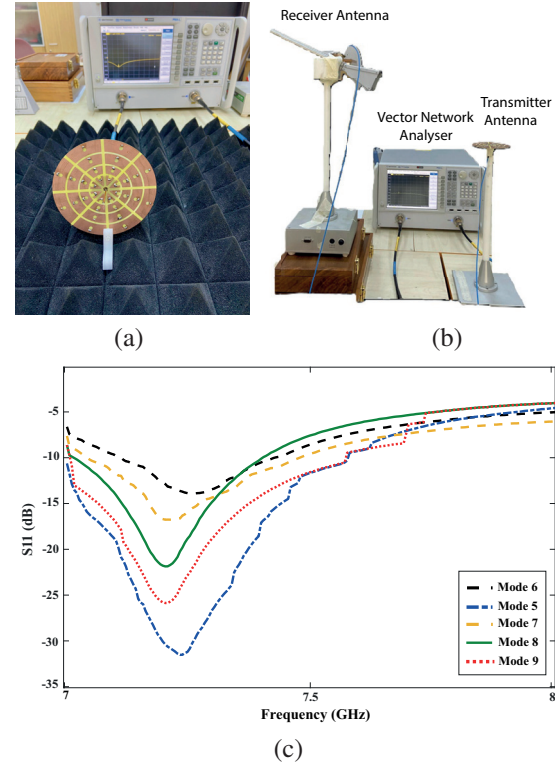 Receiver Antenna
Transmitter
Antenna
Vector Network
Analyser
(a)
(b)
-5
-10
-15
-20
-25
-30
-35
S11 (dB)
7
7.5
8
Frequency (GHz)
Mode 6
Mode 5
Mode 7
Mode 8
Mode 9
(c)